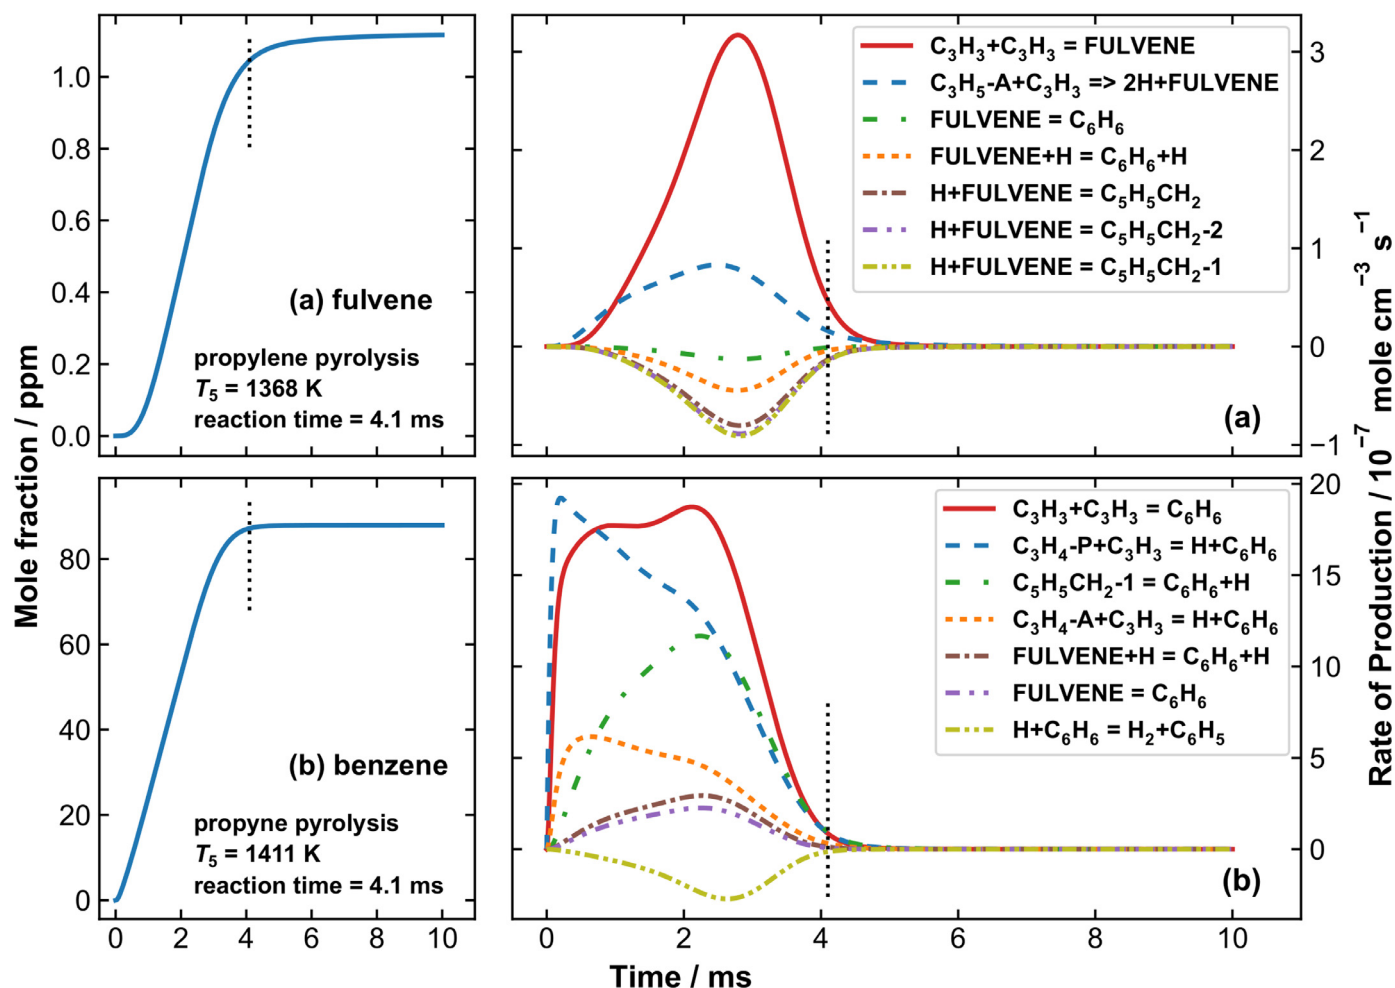 Mole fraction / ppm
1.0
0.8
0.6
0.4
0.2
0.0
(a) fulvene
propylene pyrolysis
T₅ = 1368 K
reaction time = 4.1 ms
C₃H₃+C₃H₃ = FULVENE
C₃H₅-A+C₃H₃ => 2H+FULVENE
FULVENE = C₆H₆
FULVENE+H = C₆H₆+H
H+FULVENE = C₅H₅CH₂
H+FULVENE = C₅H₅CH₂-2
H+FULVENE = C₅H₅CH₂-1
(a)
3
2
1
0
−1
Rate of Production / 10⁻⁷ mole cm⁻³ s⁻¹
80
60
40
20
0
(b) benzene
propyne pyrolysis
T₅ = 1411 K
reaction time = 4.1 ms
0 2 4 6 8 10
C₃H₃+C₃H₃ = C₆H₆
C₃H₄-P+C₃H₃ = H+C₆H₆
C₅H₅CH₂-1 = C₆H₆+H
C₃H₄-A+C₃H₃ = H+C₆H₆
FULVENE+H = C₆H₆+H
FULVENE = C₆H₆
H+C₆H₆ = H₂+C₆H₅
(b)
20
15
10
5
0
0 2 4 6 8 10
Time / ms